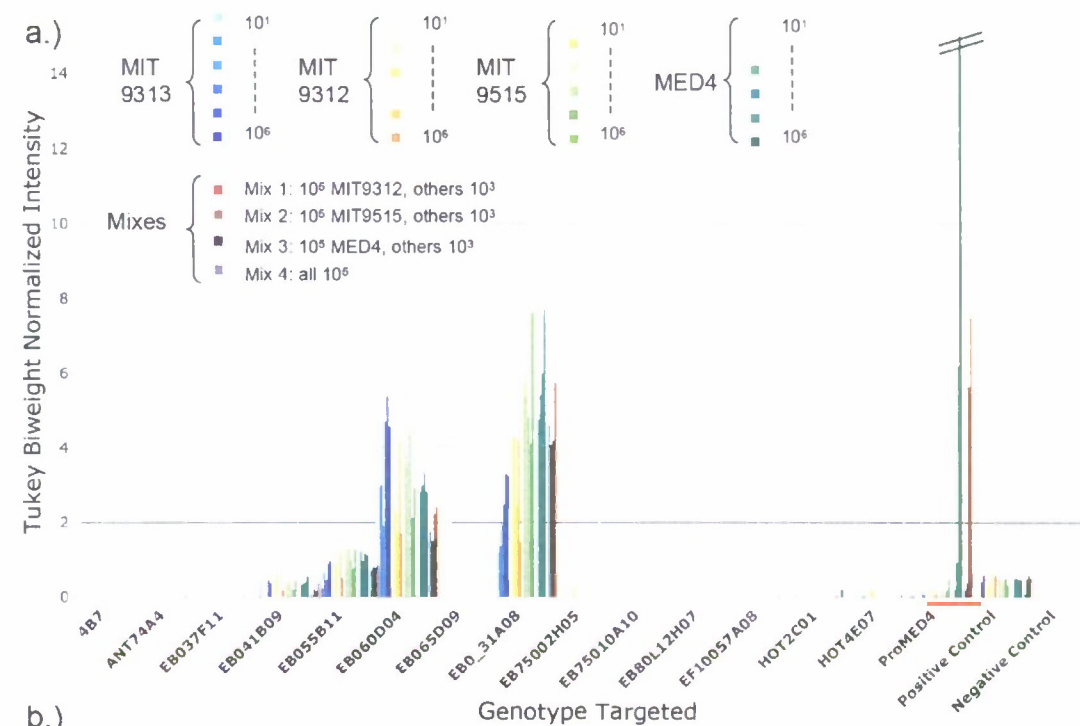 a.)
Tukey Biweight Normalized Intensity
14
12
10
8
6
4
2
0
MIT 9313
10¹
10⁶
MIT 9312
10¹
10⁶
MIT 9515
10¹
10⁶
MED4
10¹
10⁶
Mixes
Mix 1: 10⁵ MIT9312, others 10³
Mix 2: 10⁵ MIT9515, others 10³
Mix 3: 10⁵ MED4, others 10³
Mix 4: all 10⁵
4B7
ANT74A4
EB037F11
EB041B09
EB055B11
EB060D04
EB065D09
EB0_31A08
EB75002H05
EB75010A10
EB80L12H07
EF10057A08
HOT2C01
HOT4E07
ProMED4
Positive Control
Negative Control
Genotype Targeted
b.)